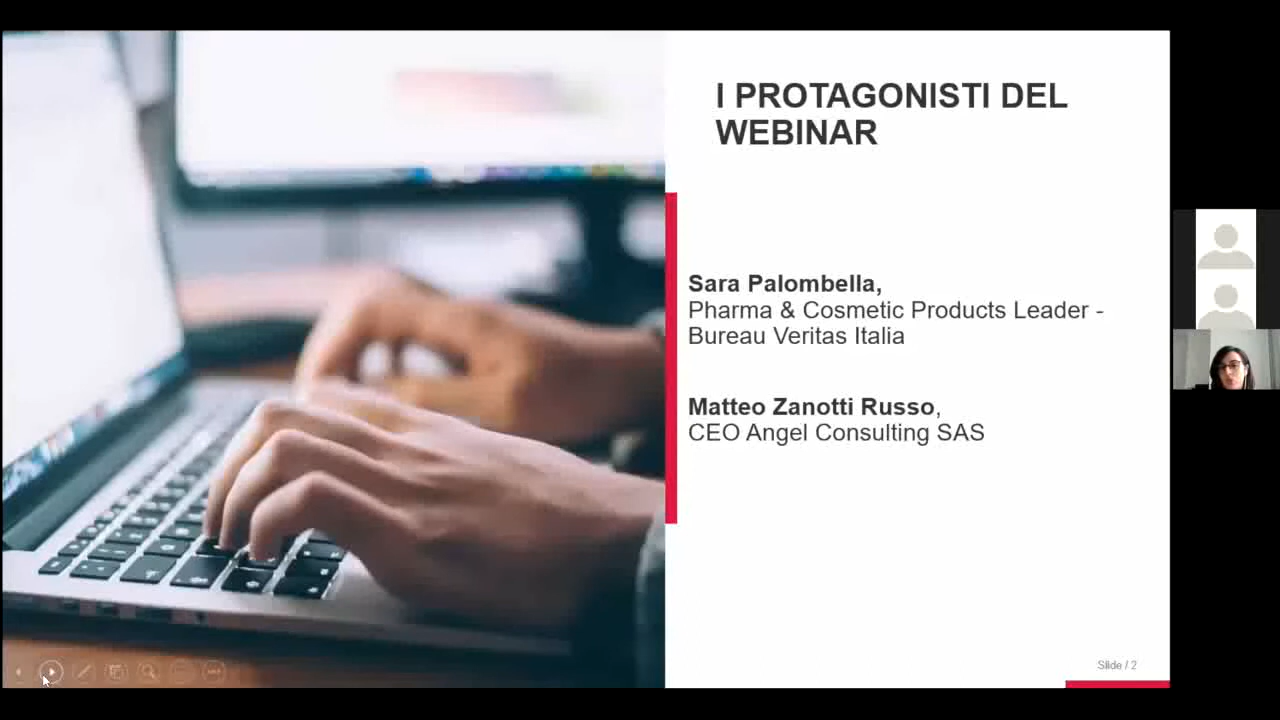 I PROTAGONISTI DEL
WEBINAR
Sara Palombella,
Pharma & Cosmetic Products Leader -
Bureau Veritas Italia
Matteo Zanotti Russo,
CEO Angel Consulting SAS
Slide / 2